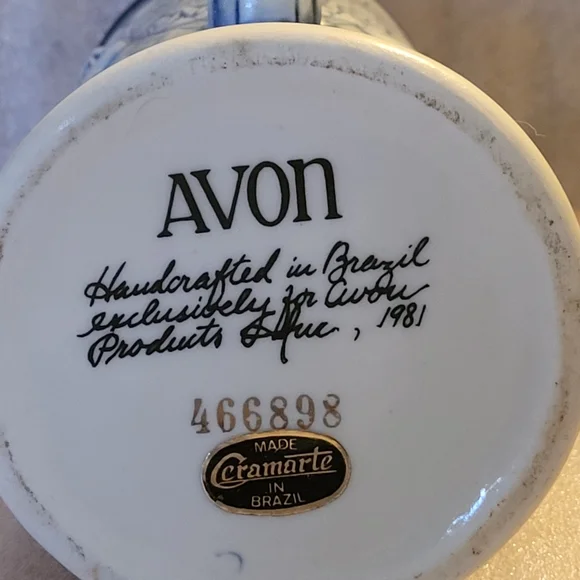 AVON
Handcrafted in Brazil
exclusively for Avon
Products Inc., 1981
466898
MADE
Ceramarte
IN
BRAZIL